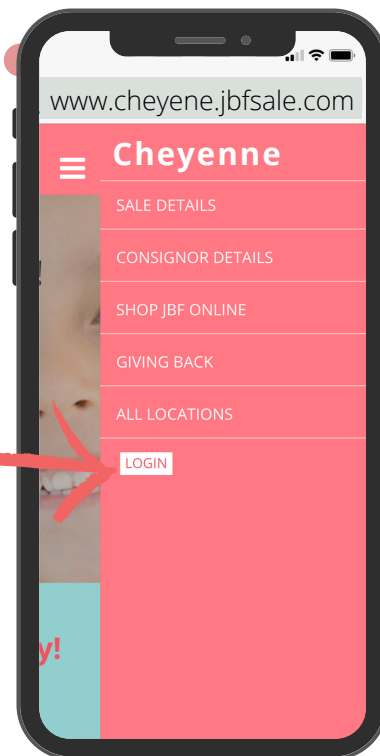 www.cheyene.jbfsale.com
Cheyenne
SALE DETAILS
CONSIGNOR DETAILS
SHOP JBF ONLINE
GIVING BACK
ALL LOCATIONS
LOGIN
y!